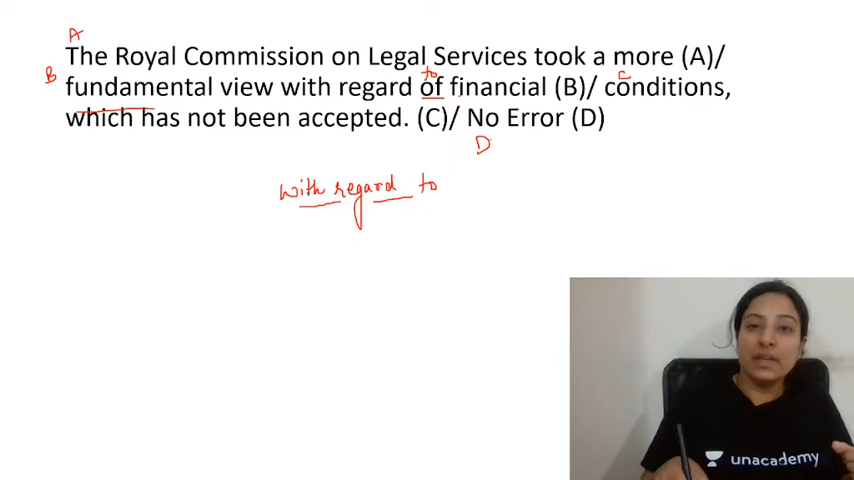 A
The Royal Commission on Legal Services took a more (A)/
B
to
fundamental view with regard of financial (B)/ conditions,
C
which has not been accepted. (C)/ No Error (D)
D
with regard to
unacademy